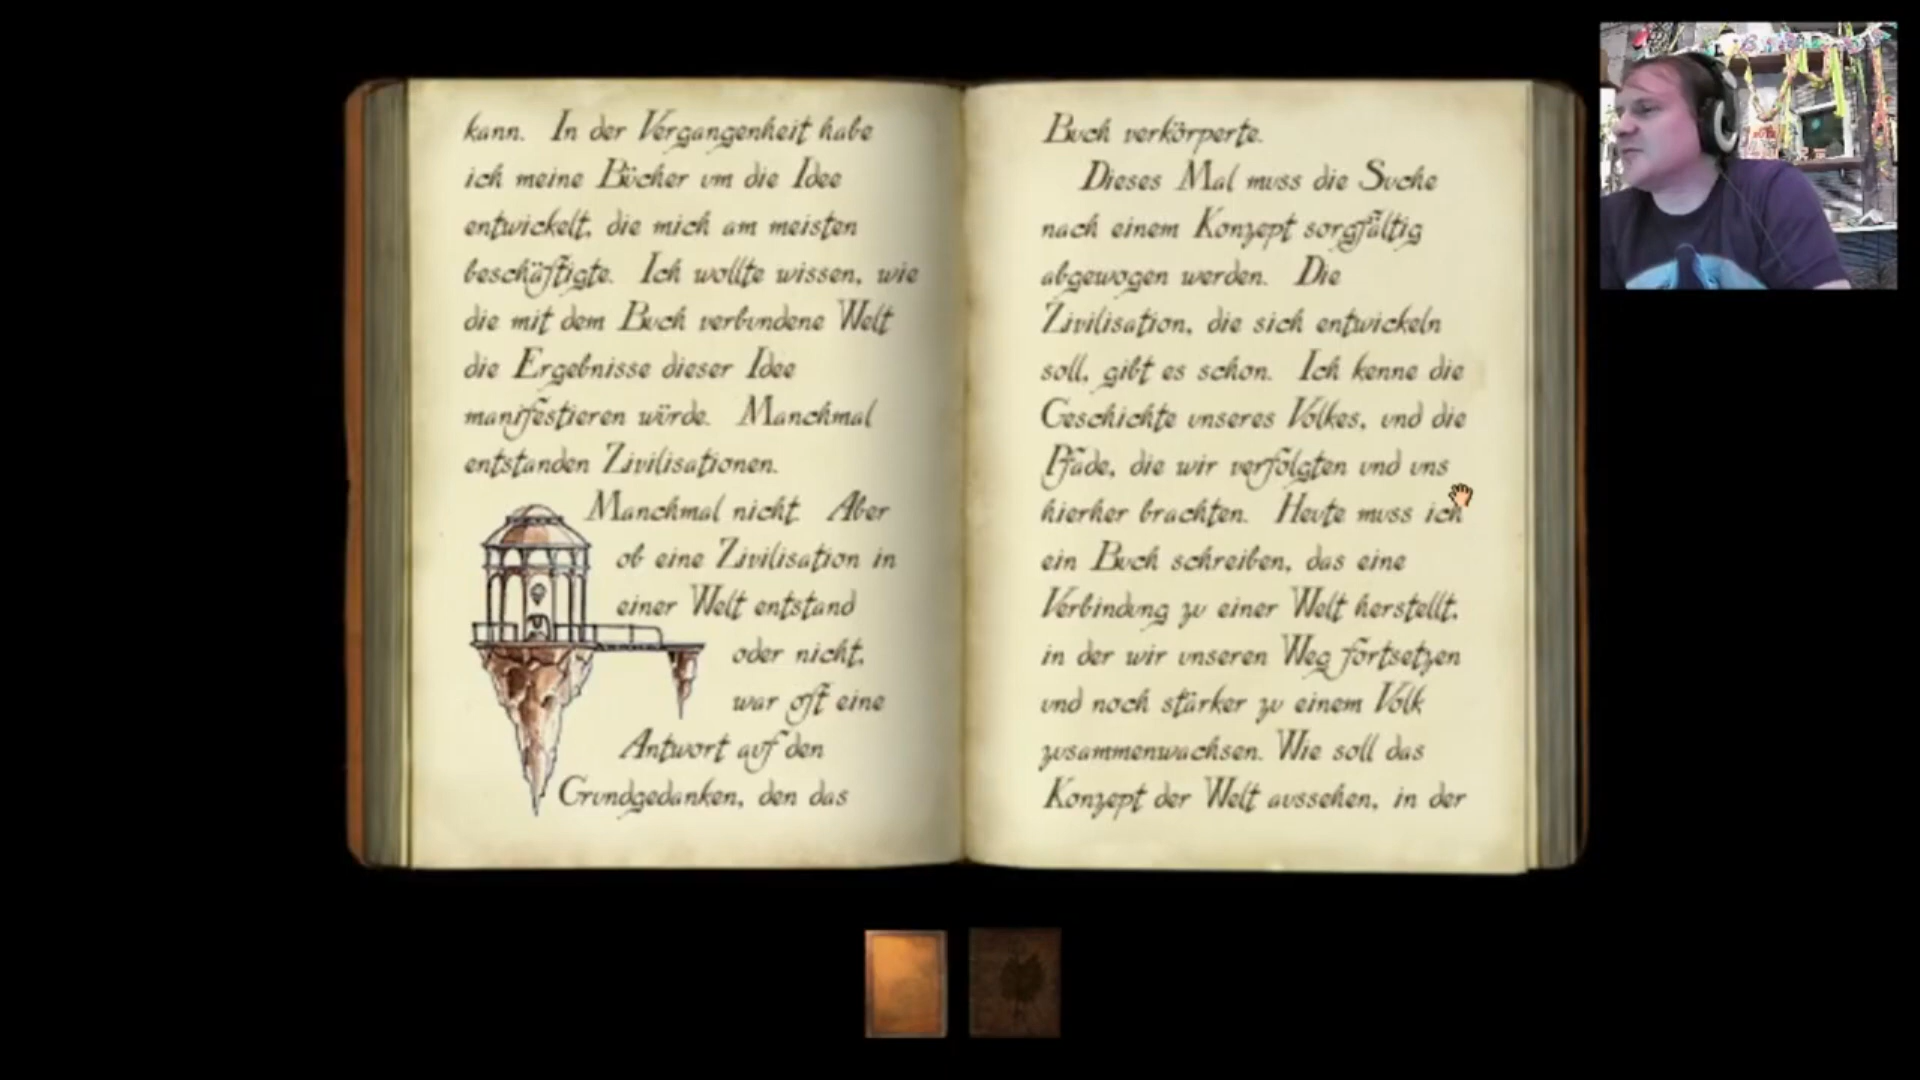 kann. In der Vergangenheit habe
ich meine Bücher um die Idee
entwickelt, die mich am meisten
beschäftigte. Ich wollte wissen, wie
die mit dem Buch verbundene Welt
die Ergebnisse dieser Idee
manifestieren würde. Manchmal
entstanden Zivilisationen.
Manchmal nicht. Aber
ob eine Zivilisation in
einer Welt entstand
oder nicht,
war oft eine
Antwort auf den
Grundgedanken, den das
Buch verkörperte.
Dieses Mal muss die Suche
nach einem Konzept sorgfältig
abgewogen werden. Die
Zivilisation, die sich entwickeln
soll, gibt es schon. Ich kenne die
Geschichte unseres Volkes, und die
Pfade, die wir verfolgten und uns
hierher brachten. Heute muss ich
ein Buch schreiben, das eine
Verbindung zu einer Welt herstellt,
in der wir unseren Weg fortsetzen
und noch stärker zu einem Volk
zusammenwachsen. Wie soll das
Konzept der Welt aussehen, in der